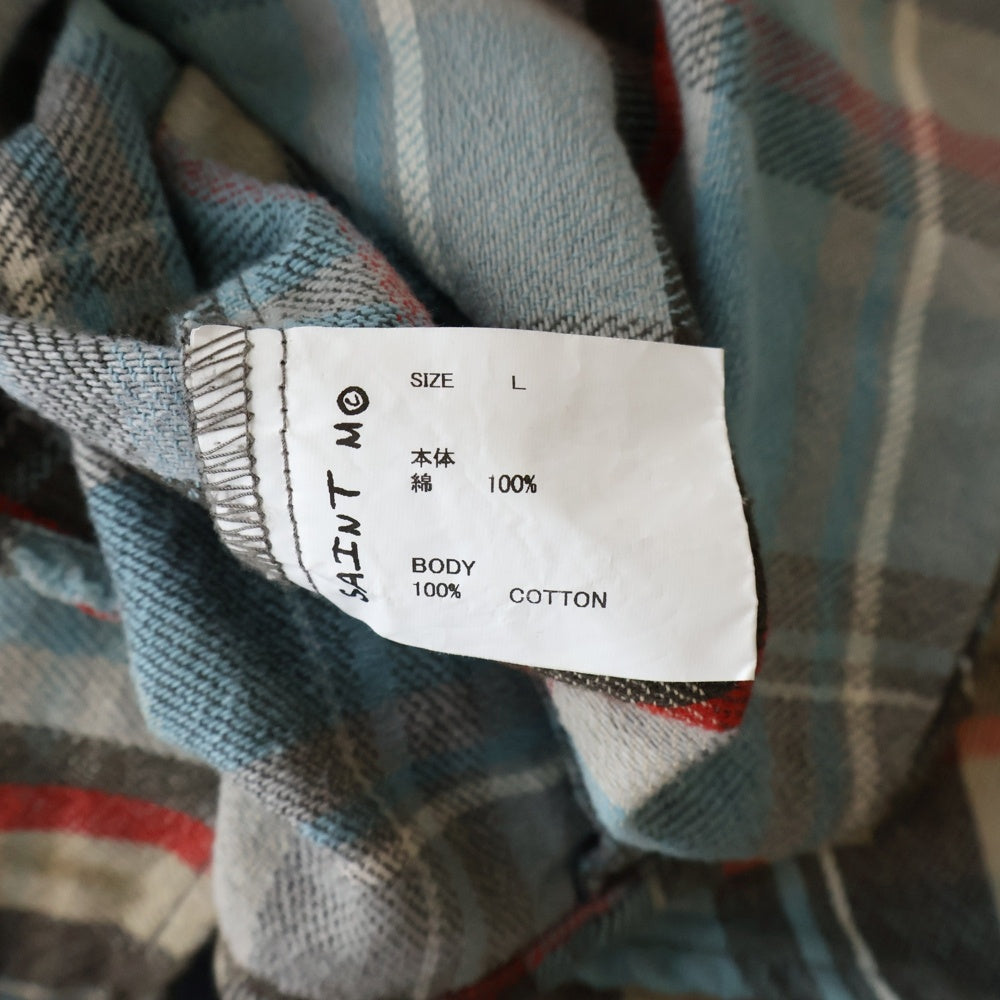 SAINT M©
SIZE L
本体
綿 100%
BODY
100% COTTON